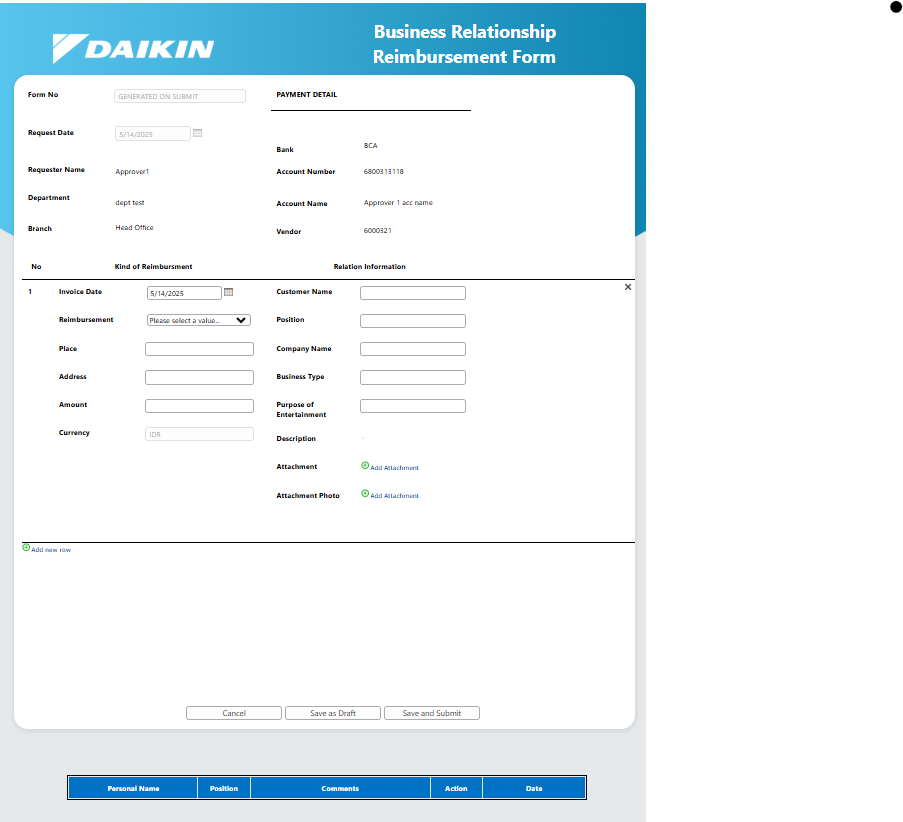 DAIKIN
Business Relationship
Reimbursement Form
Form No
GENERATED ON SUBMIT
PAYMENT DETAIL
Request Date
5/14/2025
Bank
BCA
Requester Name
Approver1
Account Number
6800313118
Department
dept test
Account Name
Approver 1 acc name
Branch
Head Office
Vendor
6000321
No
Kind of Reimbursment
Relation Information
1
Invoice Date
5/14/2025
Customer Name
Reimbursement
Please select a value...
Position
Place
Company Name
Address
Business Type
Amount
Purpose of
Entertainment
Currency
IDR
Description
Attachment
Add Attachment
Attachment Photo
Add Attachment
Add new row
Cancel
Save as Draft
Save and Submit
Personal Name
Position
Comments
Action
Date